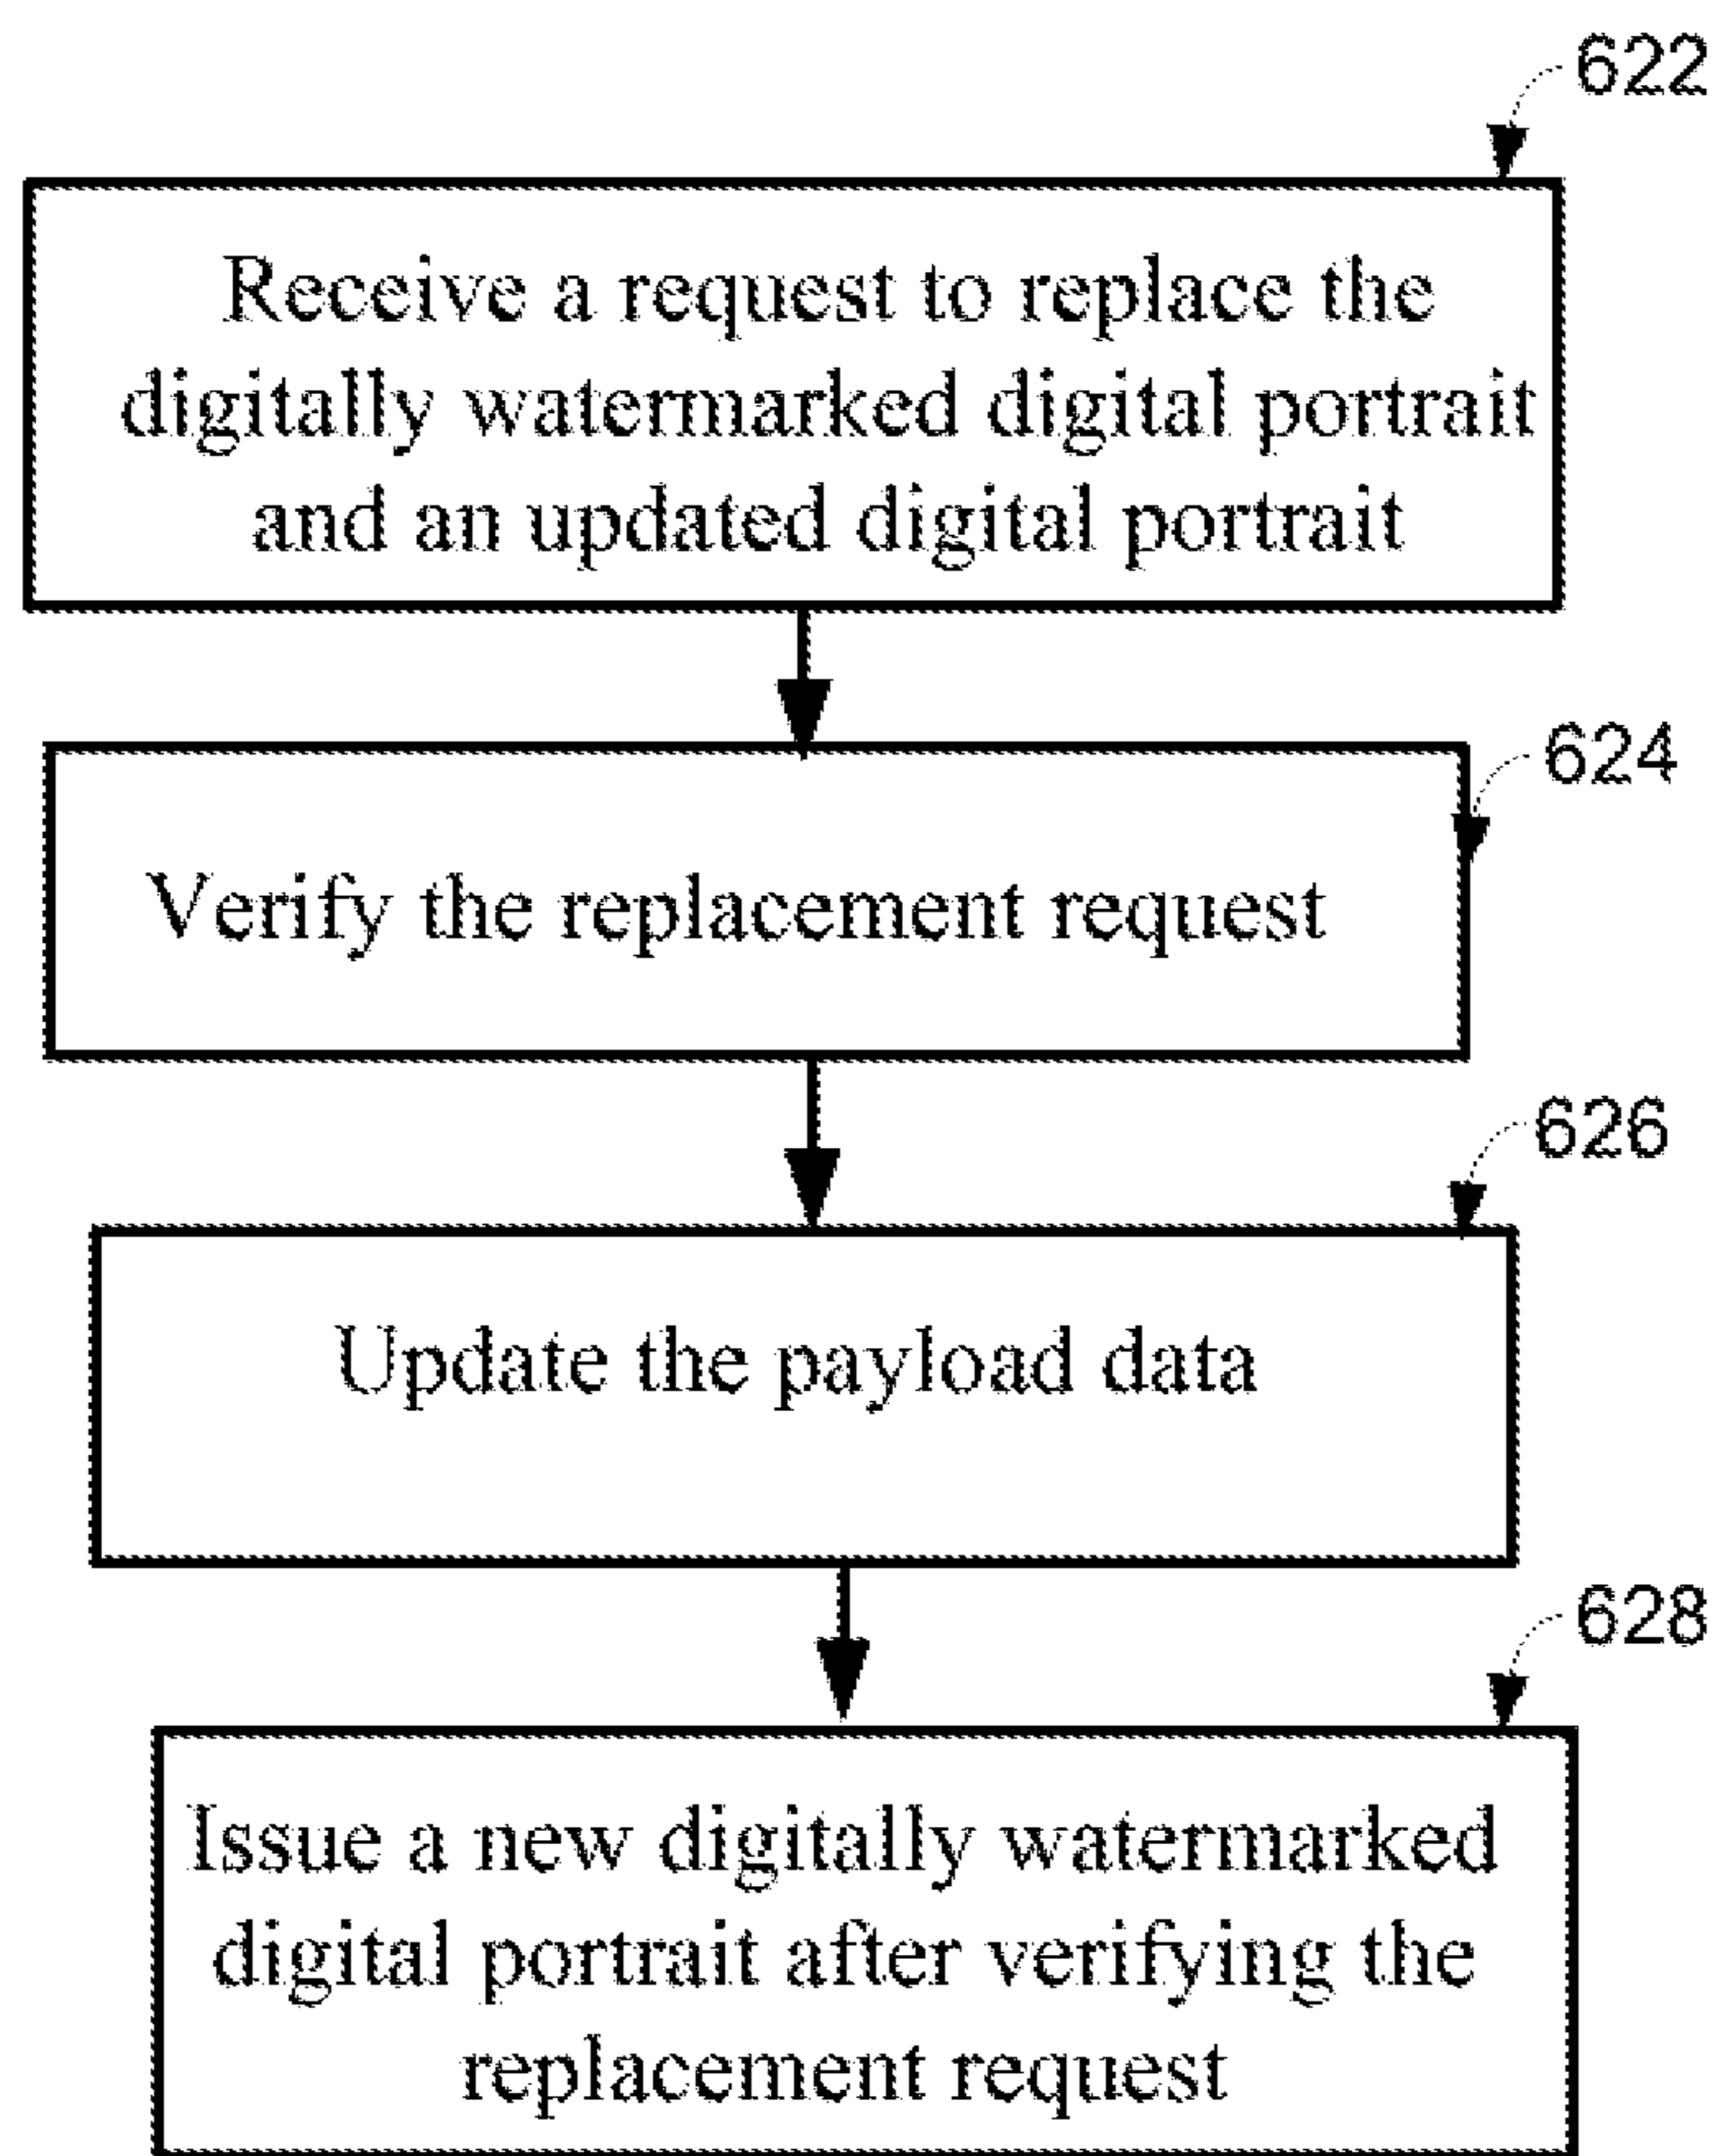 622
Receive a request to replace the
digitally watermarked digital portrait
and an updated digital portrait
624
Verify the replacement request
626
Update the payload data
628
Issue a new digitally watermarked
digital portrait after verifying the
replacement request